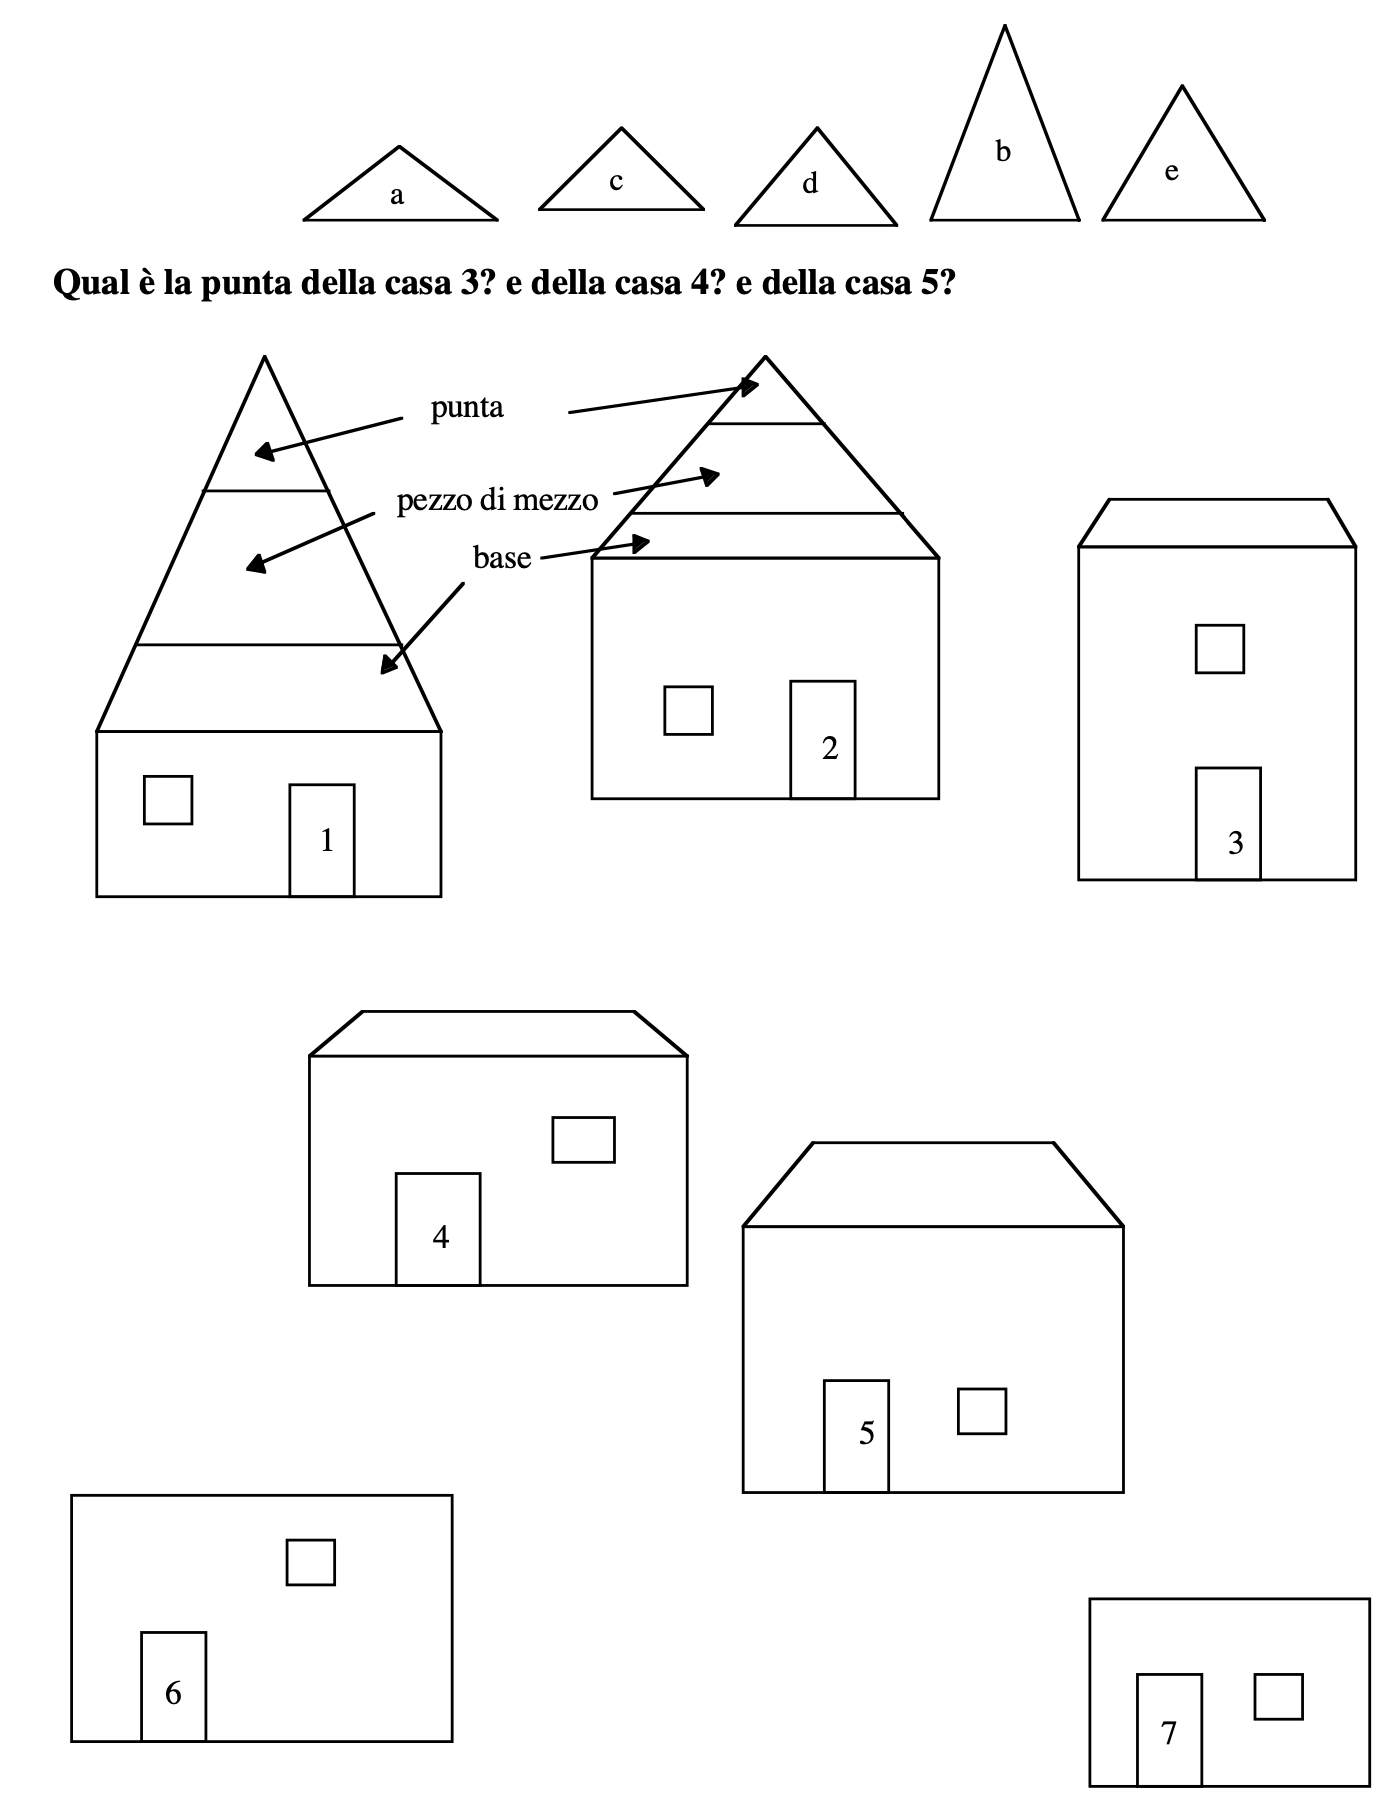 a
c
d
b
e
Qual è la punta della casa 3? e della casa 4? e della casa 5?
punta
pezzo di mezzo
base
1
2
3
4
5
6
7